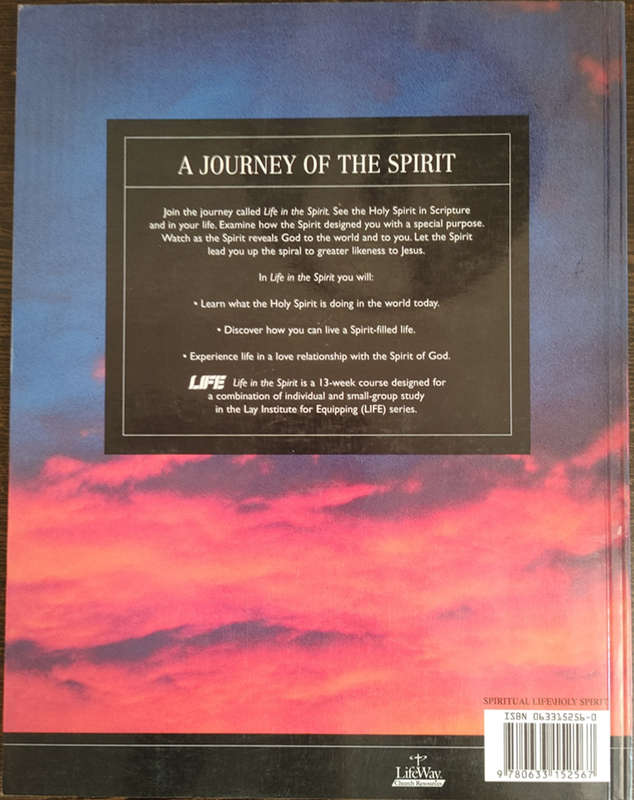 A JOURNEY OF THE SPIRIT
Join the journey called Life in the Spirit. See the Holy Spirit in Scripture
and in your life. Examine how the Spirit designed you with a special purpose.
Watch as the Spirit reveals God to the world and to you. Let the Spirit
lead you up the spiral to greater likeness to Jesus.
In Life in the Spirit you will:
• Learn what the Holy Spirit is doing in the world today.
• Discover how you can live a Spirit-filled life.
• Experience life in a love relationship with the Spirit of God.
LIFE Life in the Spirit is a 13-week course designed for
a combination of individual and small-group study
in the Lay Institute for Equipping (LIFE) series.
SPIRITUAL LIFE\HOLY SPIRIT
ISBN 063315256-0
9 780633 152567
LifeWay
Church Resources